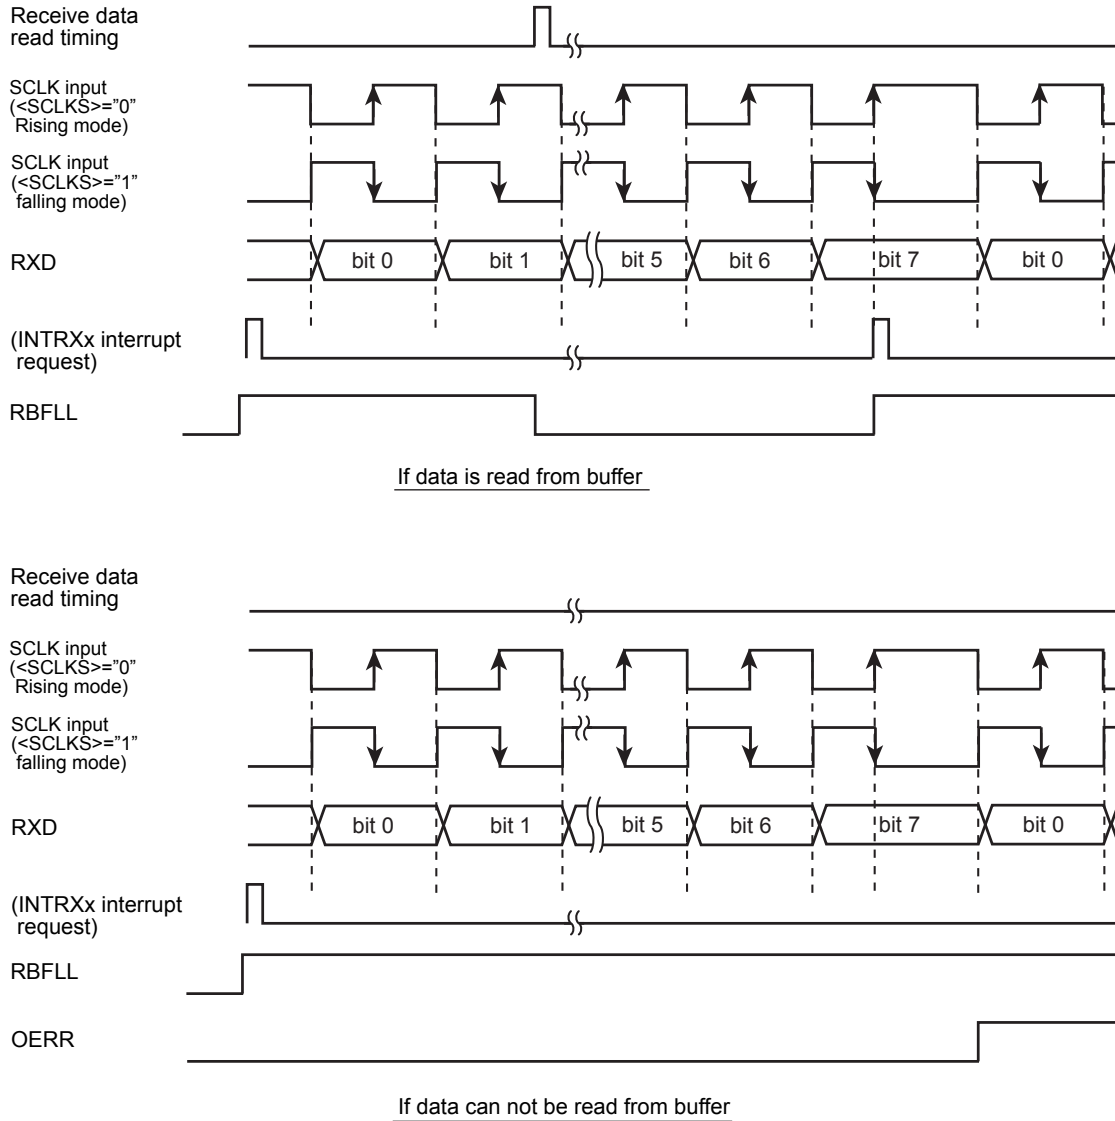 Receive data
read timing
SCLK input
(<SCLKS>="0"
Rising mode)
SCLK input
(<SCLKS>="1"
falling mode)
RXD
bit 0
bit 1
bit 5
bit 6
bit 7
bit 0
(INTRXx interrupt
request)
RBFLL
If data is read from buffer
Receive data
read timing
SCLK input
(<SCLKS>="0"
Rising mode)
SCLK input
(<SCLKS>="1"
falling mode)
RXD
bit 0
bit 1
bit 5
bit 6
bit 7
bit 0
(INTRXx interrupt
request)
RBFLL
OERR
If data can not be read from buffer